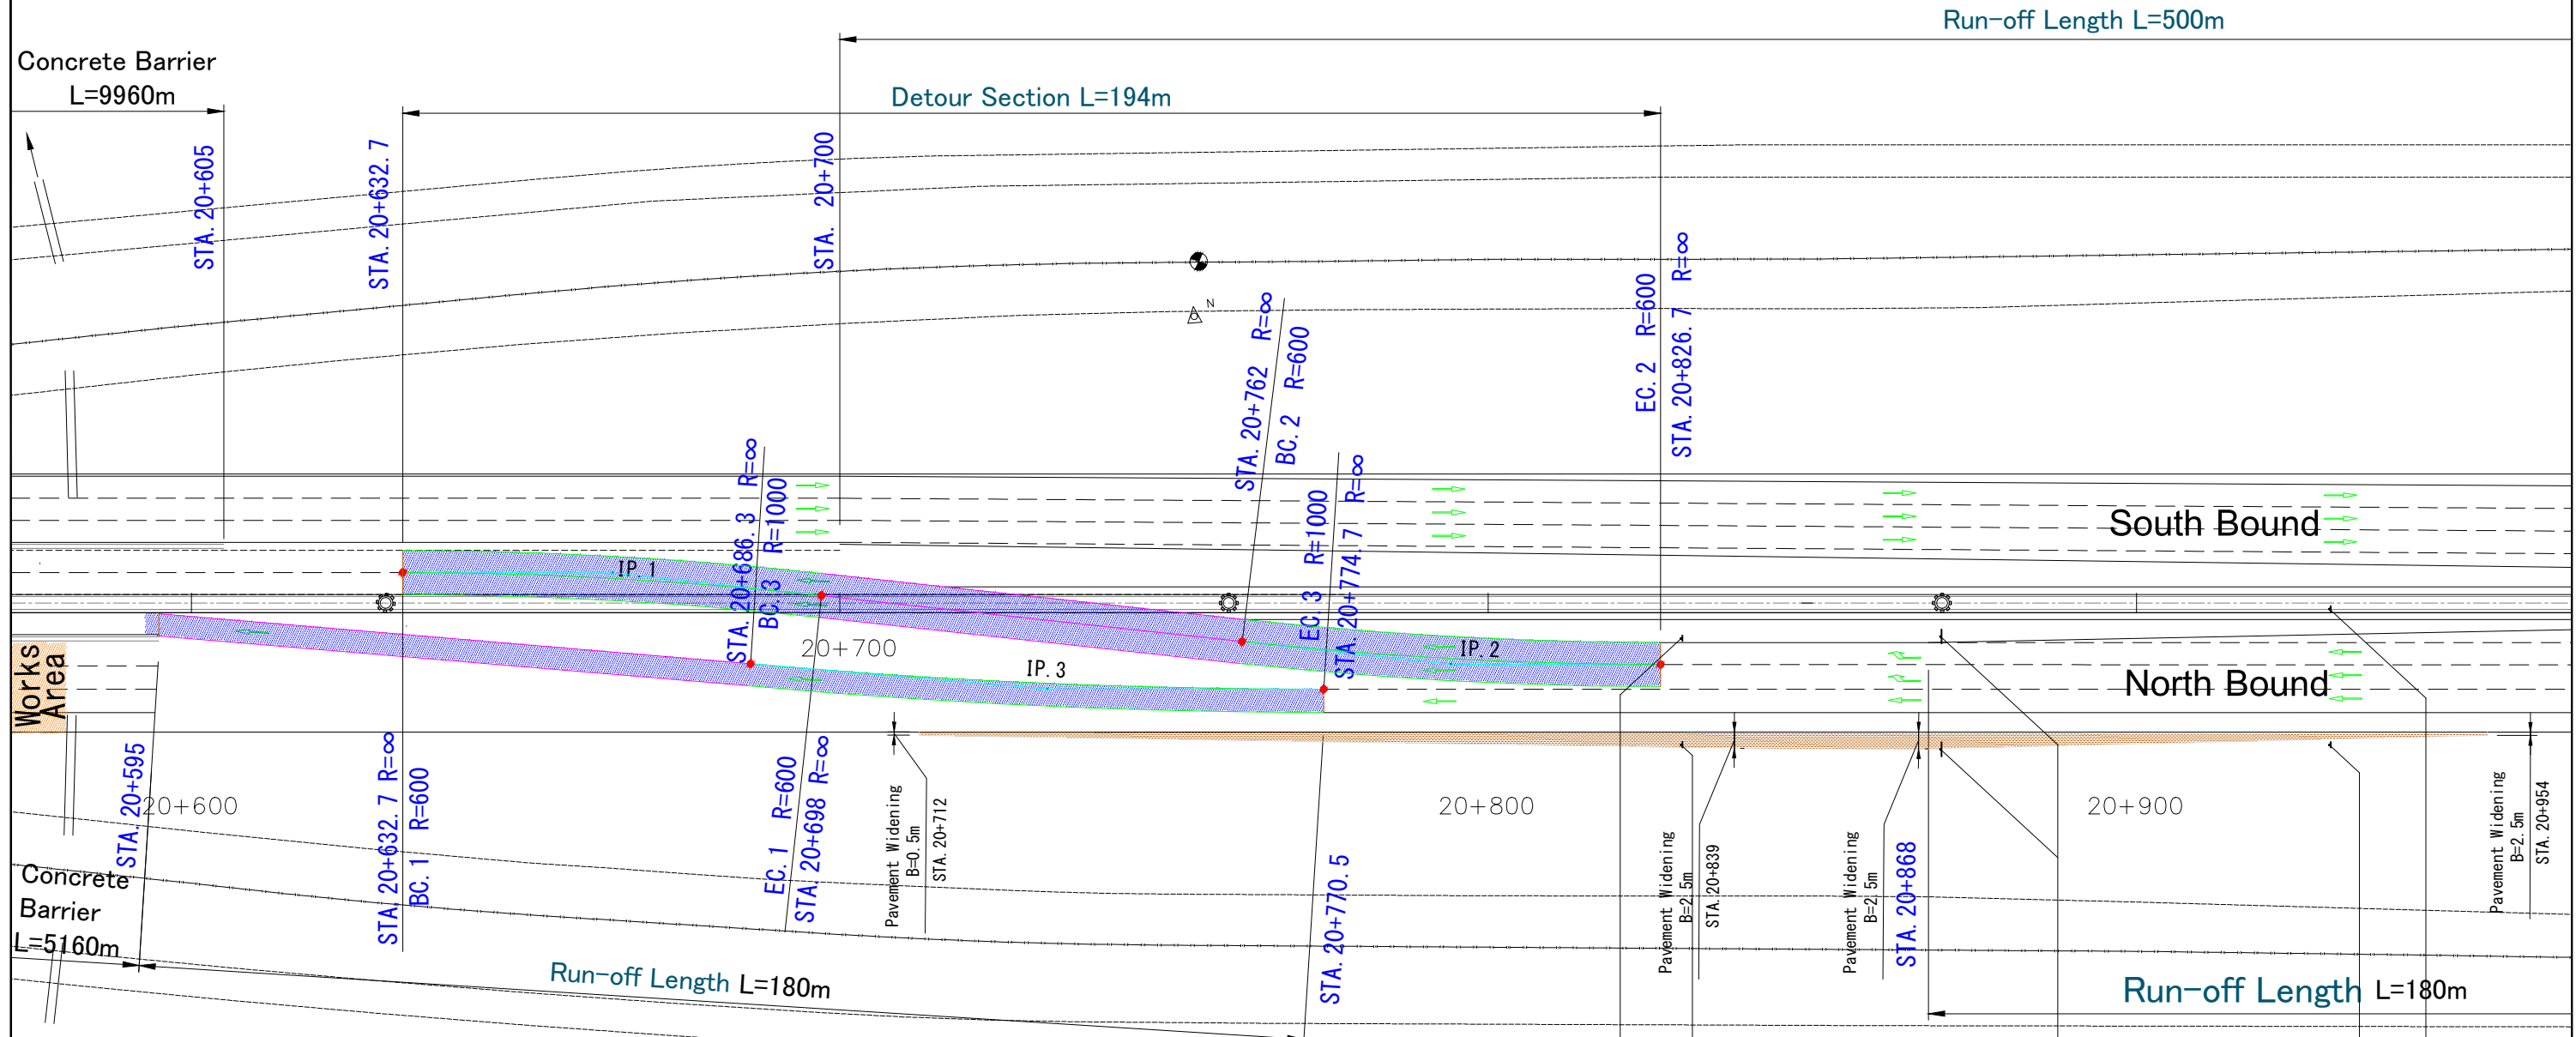 Run-off Length L=500m
Concrete Barrier
L=9960m
Detour Section L=194m
STA. 20+605
STA. 20+632. 7
STA. 20+700
N
STA. 20+762 R=∞
BC. 2 R=600
EC. 2 R=600
STA. 20+826. 7 R=∞
STA. 20+686. 3 R=∞
BC. 3 R=1000
EC. 3 R=1000
STA. 20+774. 7 R=∞
South Bound
IP. 1
20+700
IP. 3
IP. 2
North Bound
Works
Area
STA. 20+595
20+600
STA. 20+632. 7 R=∞
BC. 1 R=600
EC. 1 R=600
STA. 20+698 R=∞
Pavement Widening
B=0. 5m
STA. 20+712
STA. 20+770. 5
20+800
Pavement Widening
B=2. 5m
STA. 20+839
Pavement Widening
B=2. 5m
STA. 20+868
20+900
Pavement Widening
B=2. 5m
STA. 20+954
Concrete
Barrier
L=5160m
Run-off Length L=180m
Run-off Length L=180m